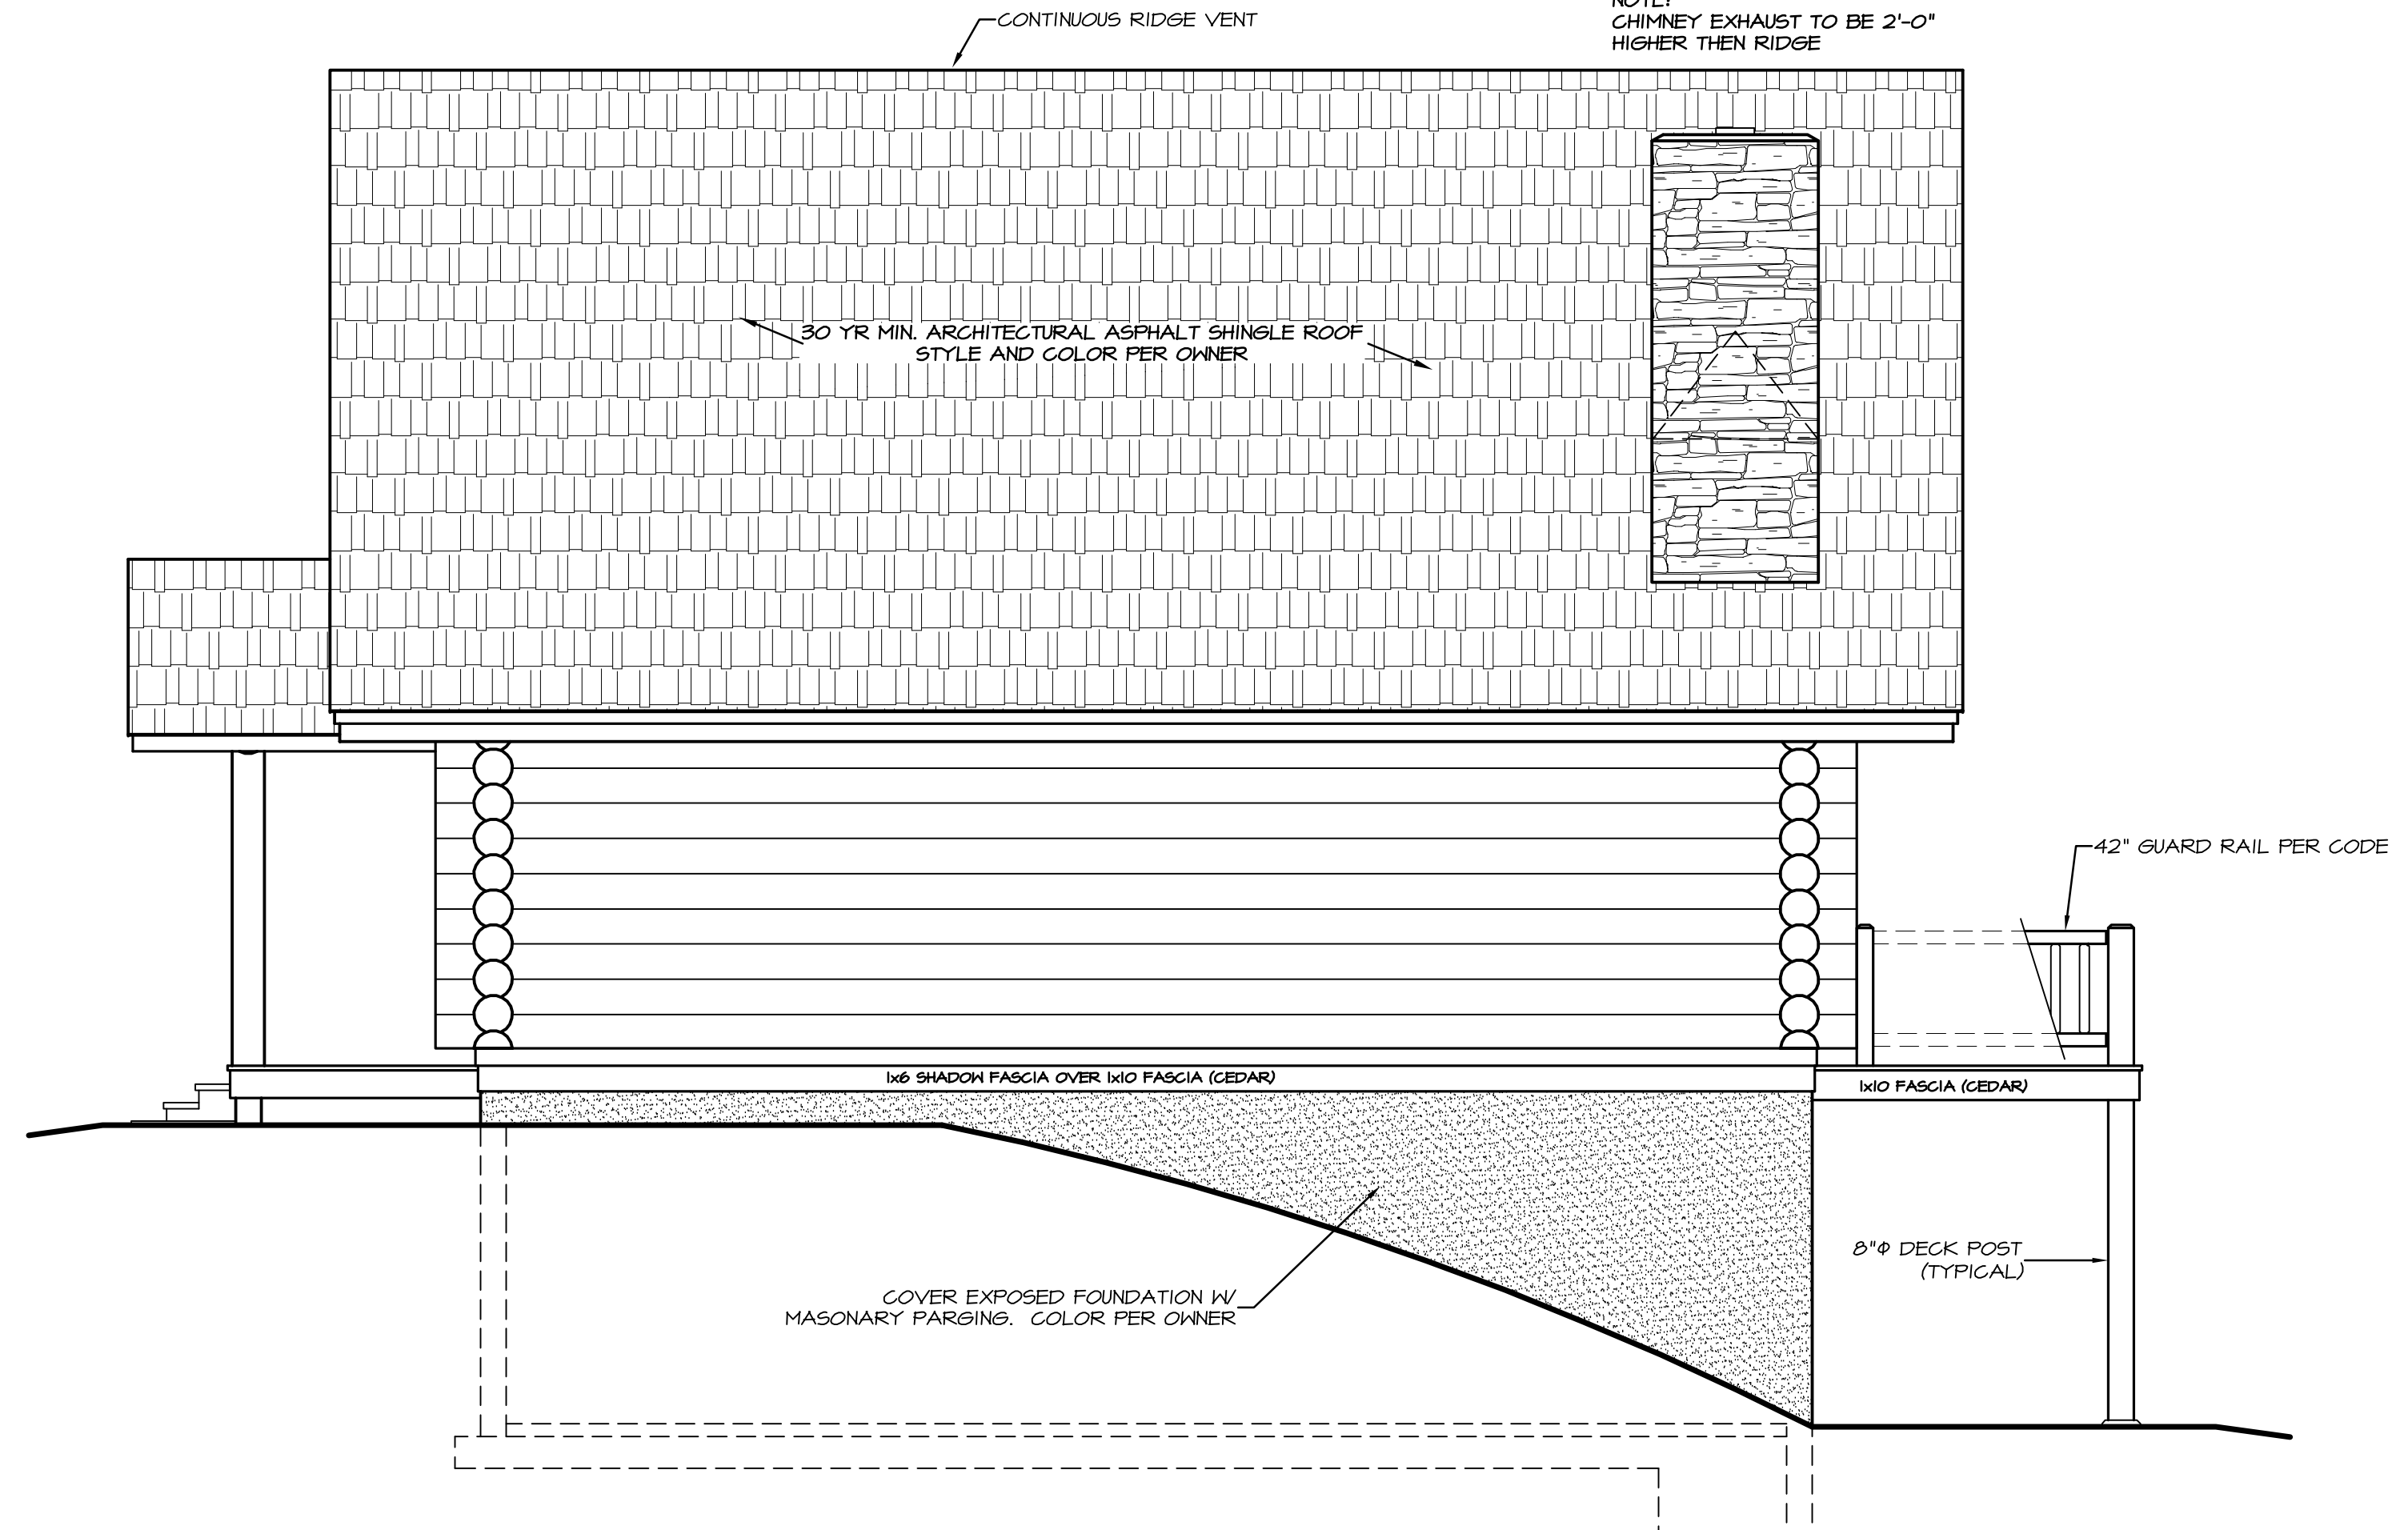 CONTINUOUS RIDGE VENT
NOTE:
CHIMNEY EXHAUST TO BE 2'-0"
HIGHER THEN RIDGE
30 YR MIN. ARCHITECTURAL ASPHALT SHINGLE ROOF
STYLE AND COLOR PER OWNER
42" GUARD RAIL PER CODE
1x6 SHADOW FASCIA OVER 1x10 FASCIA (CEDAR)
1x10 FASCIA (CEDAR)
8"Φ DECK POST
(TYPICAL)
COVER EXPOSED FOUNDATION W/
MASONARY PARGING. COLOR PER OWNER